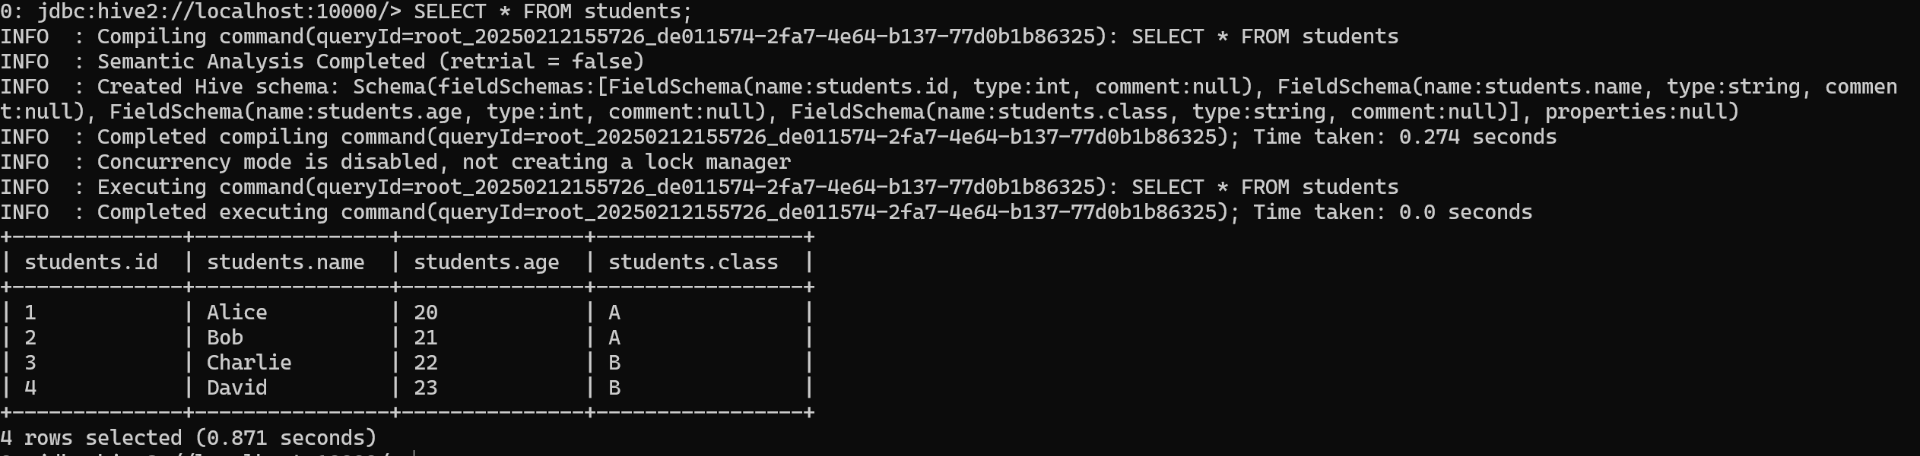 0: jdbc:hive2://localhost:10000/> SELECT * FROM students;
INFO  : Compiling command(queryId=root_20250212155726_de011574-2fa7-4e64-b137-77d0b1b86325): SELECT * FROM students
INFO  : Semantic Analysis Completed (retrial = false)
INFO  : Created Hive schema: Schema(fieldSchemas:[FieldSchema(name:students.id, type:int, comment:null), FieldSchema(name:students.name, type:string, commen
t:null), FieldSchema(name:students.age, type:int, comment:null), FieldSchema(name:students.class, type:string, comment:null)], properties:null)
INFO  : Completed compiling command(queryId=root_20250212155726_de011574-2fa7-4e64-b137-77d0b1b86325); Time taken: 0.274 seconds
INFO  : Concurrency mode is disabled, not creating a lock manager
INFO  : Executing command(queryId=root_20250212155726_de011574-2fa7-4e64-b137-77d0b1b86325): SELECT * FROM students
INFO  : Completed executing command(queryId=root_20250212155726_de011574-2fa7-4e64-b137-77d0b1b86325); Time taken: 0.0 seconds
+--------------+----------------+---------------+-----------------+
| students.id  | students.name  | students.age  | students.class  |
+--------------+----------------+---------------+-----------------+
| 1            | Alice          | 20            | A               |
| 2            | Bob            | 21            | A               |
| 3            | Charlie        | 22            | B               |
| 4            | David          | 23            | B               |
+--------------+----------------+---------------+-----------------+
4 rows selected (0.871 seconds)